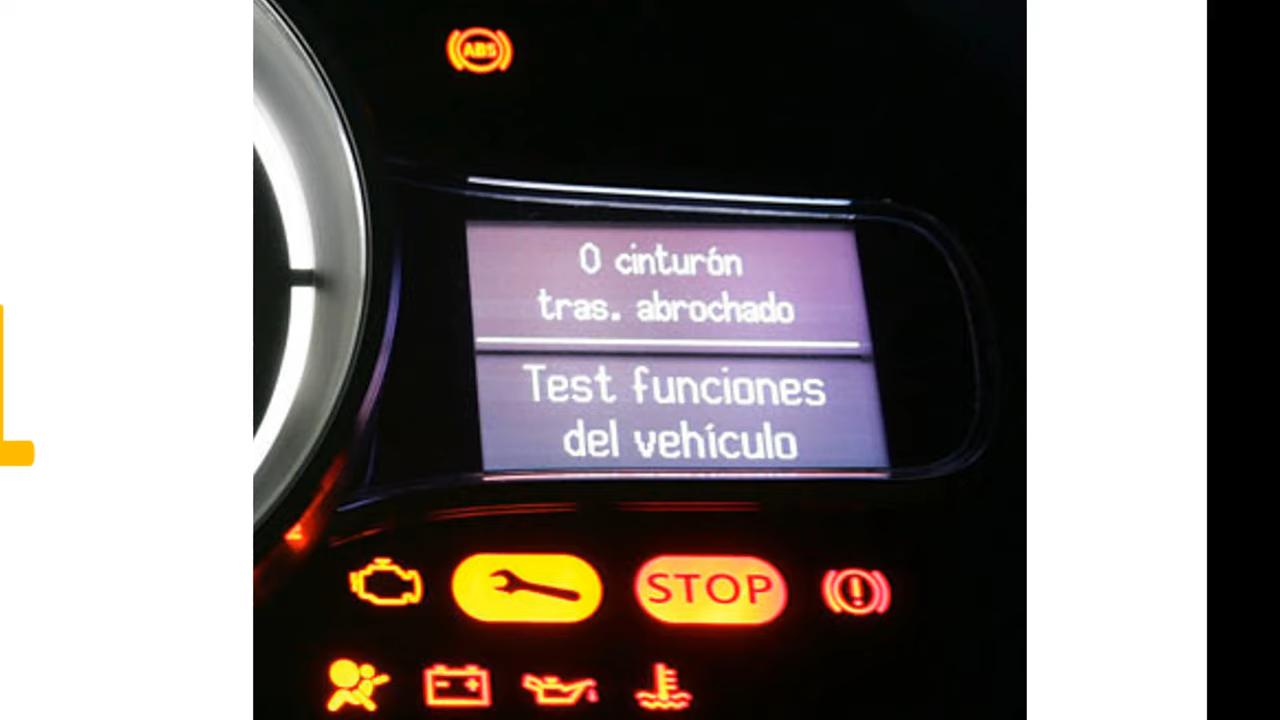 ABS
0 cinturón
tras. abrochado
Test funciones
del vehículo
STOP